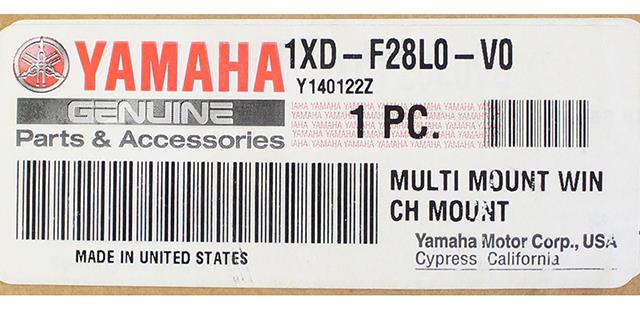 YAMAHA
GENUINE
Parts & Accessories
1XD-F28L0-V0
Y140122Z
1 PC.
MULTI MOUNT WIN
CH MOUNT
MADE IN UNITED STATES
Yamaha Motor Corp., USA
Cypress, California